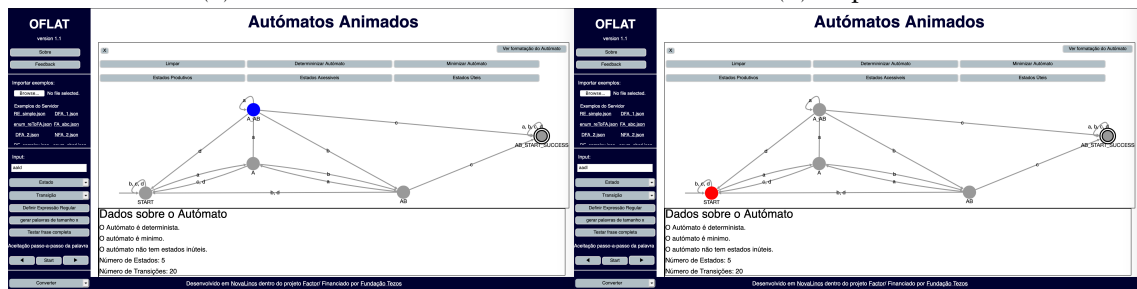 OFLAT
version 1.1
Sobre
Feedback
Importar exemplos:
Browse... No file selected.
Exemplos do Servidor
RE_simple.json DFA_1.json
enum_reToFA.json FA_abc.json
DFA_2.json NFA_2.json
Input:
aaid
Estado
Transição
Definir Expressão Regular
gerar palavras de tamanho x
Testar frase completa
Aceitação passo-a-passo da palavra
Start
Converter
Autómatos Animados
X
Ver formatação do Autómato
Limpar Determinimizar Autómato Minimizar Autómato
Estados Produtivos Estados Acessíveis Estados Úteis
a
A_AB
c
a, b, c, d
AB_START_SUCCESS
d
a
b
A
a
c, d
b
a
c
b, c, d
START
b, d
AB
Dados sobre o Autómato
O Autómato é determinista.
O autómato é mínimo.
O autómato não tem estados inúteis.
Número de Estados: 5
Número de Transições: 20
Desenvolvido em NovaLincs dentro do projeto Factor/ Financiado por Fundação Tezos
OFLAT
version 1.1
Sobre
Feedback
Importar exemplos:
Browse... No file selected.
Exemplos do Servidor
RE_simple.json DFA_1.json
enum_reToFA.json FA_abc.json
DFA_2.json NFA_2.json
Input:
aaid
Estado
Transição
Definir Expressão Regular
gerar palavras de tamanho x
Testar frase completa
Aceitação passo-a-passo da palavra
Start
Converter
Autómatos Animados
X
Ver formatação do Autómato
Limpar Determinimizar Autómato Minimizar Autómato
Estados Produtivos Estados Acessíveis Estados Úteis
a
A_AB
c
a, b, c, d
AB_START_SUCCESS
d
a
b
A
a
c, d
b
a
c
b, c, d
START
b, d
AB
Dados sobre o Autómato
O Autómato é determinista.
O autómato é mínimo.
O autómato não tem estados inúteis.
Número de Estados: 5
Número de Transições: 20
Desenvolvido em NovaLincs dentro do projeto Factor/ Financiado por Fundação Tezos